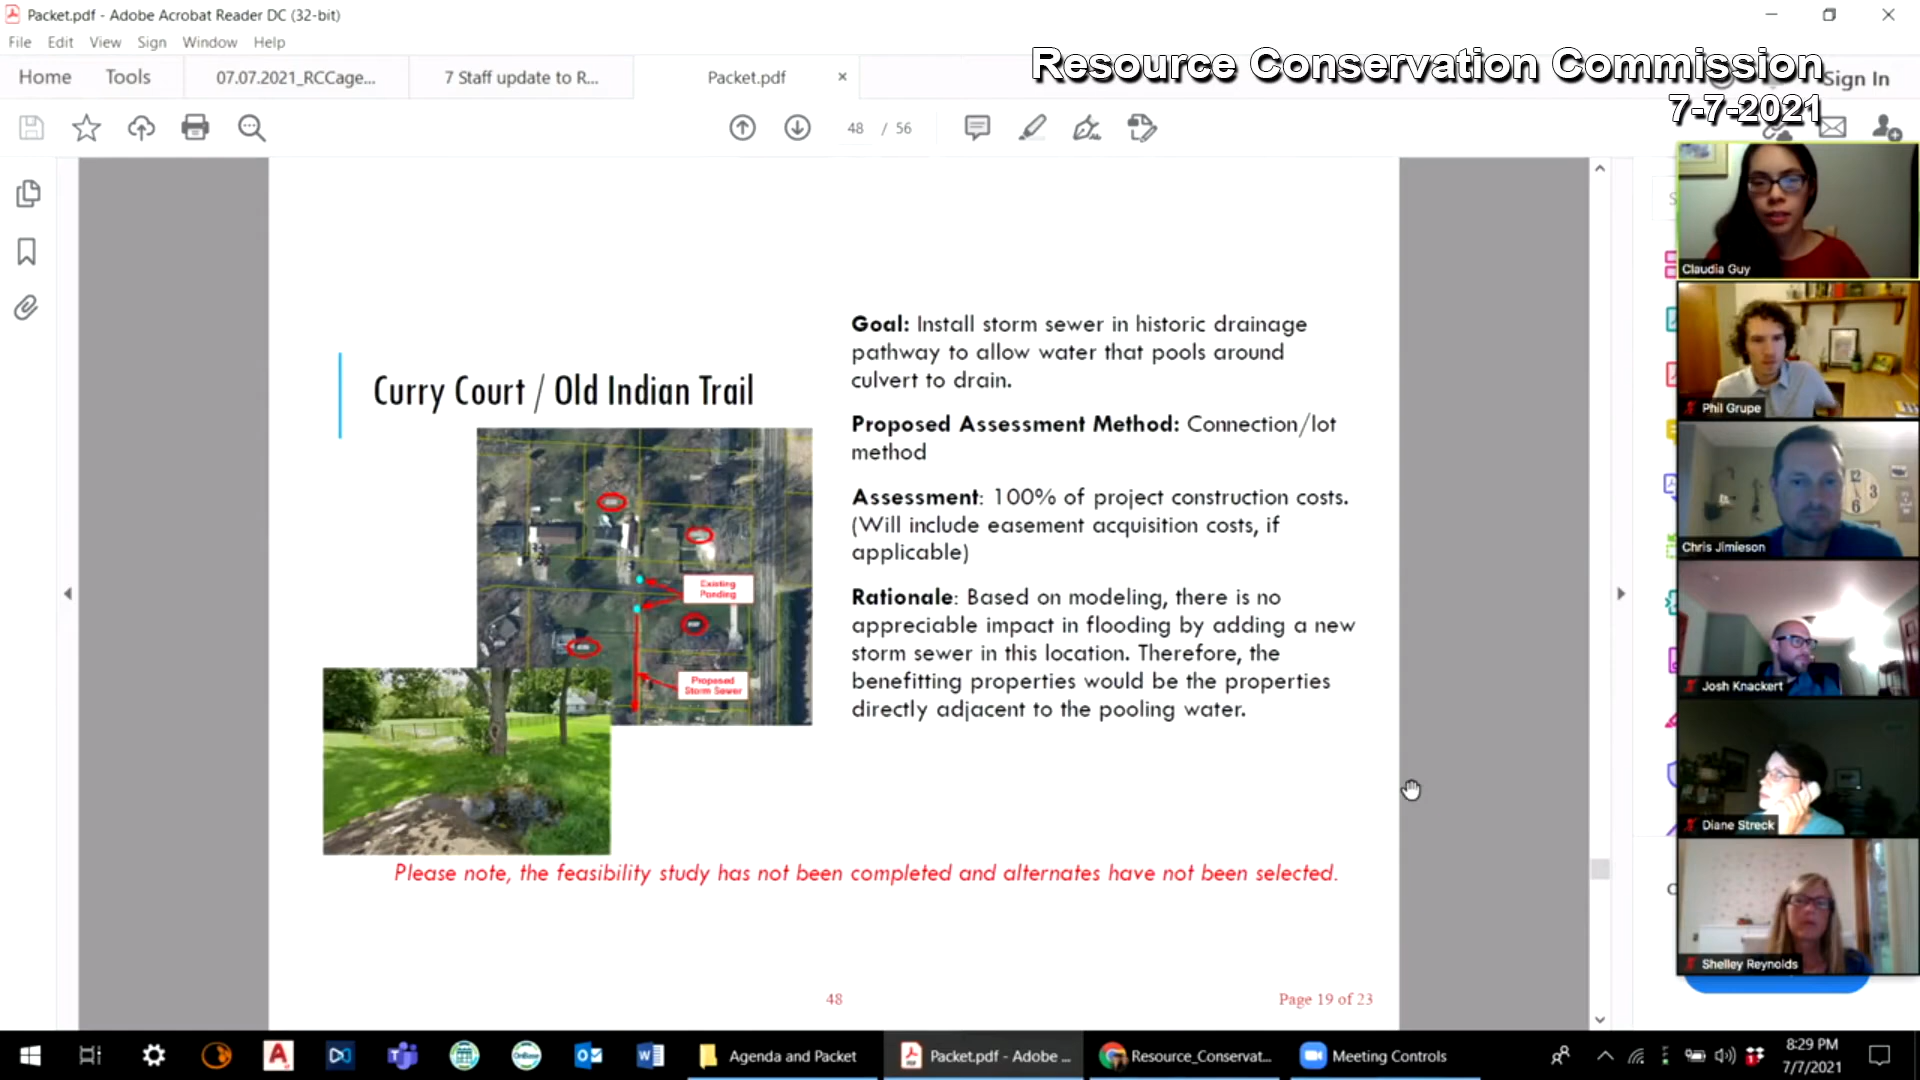 Packet.pdf - Adobe Acrobat Reader DC (32-bit)
File Edit View Sign Window Help
Resource Conservation Commission
7-7-2021
Home Tools 07.07.2021_RCCage... 7 Staff update to R... Packet.pdf × Sign In
48 / 56
Curry Court / Old Indian Trail
Existing
Ponding
Proposed
Storm Sewer
Goal: Install storm sewer in historic drainage
pathway to allow water that pools around
culvert to drain.
Proposed Assessment Method: Connection/lot
method
Assessment: 100% of project construction costs.
(Will include easement acquisition costs, if
applicable)
Rationale: Based on modeling, there is no
appreciable impact in flooding by adding a new
storm sewer in this location. Therefore, the
benefitting properties would be the properties
directly adjacent to the pooling water.
Please note, the feasibility study has not been completed and alternates have not been selected.
48
Page 19 of 23
Claudia Guy
Phil Grupe
Chris Jimieson
Josh Knackert
Diane Streck
Shelley Reynolds
Agenda and Packet Packet.pdf - Adobe ... Resource_Conservat... Meeting Controls
8:29 PM
7/7/2021